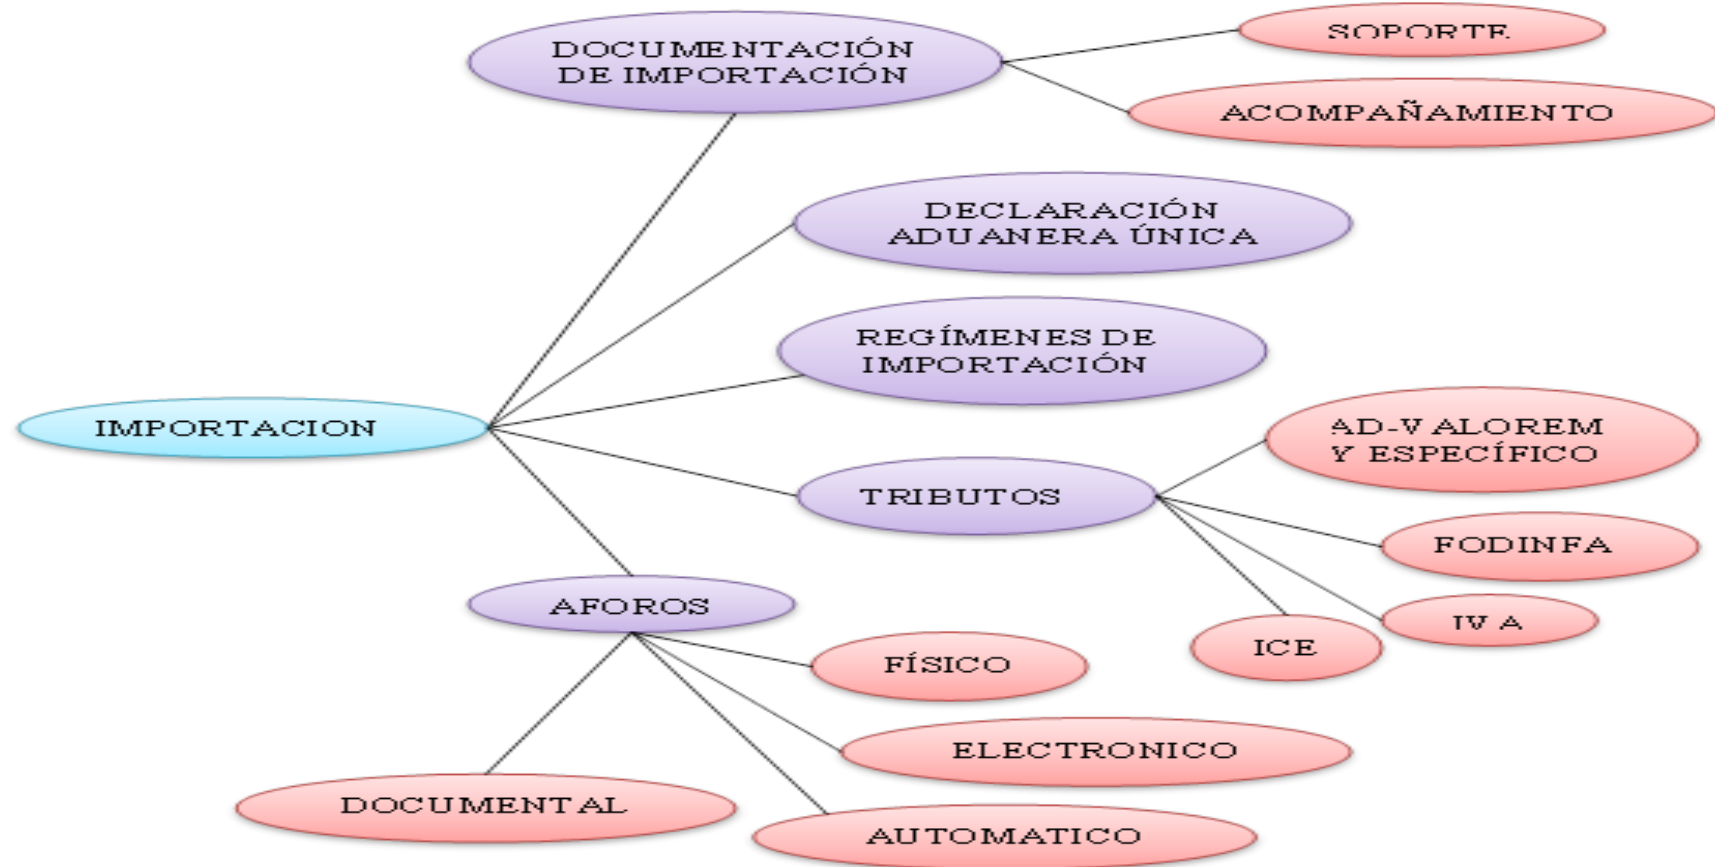 DOCUMENTACIÓN
DE IMPORTACIÓN
SOPORTE
ACOMPAÑAMIENTO
DECLARACIÓN
ADUANERA ÚNICA
REGÍMENES DE
IMPORTACIÓN
IMPORTACION
AD-VALOREM
Y ESPECÍFICO
TRIBUTOS
FODINFA
IVA
ICE
AFOROS
FÍSICO
ELECTRONICO
DOCUMENTAL
AUTOMATICO